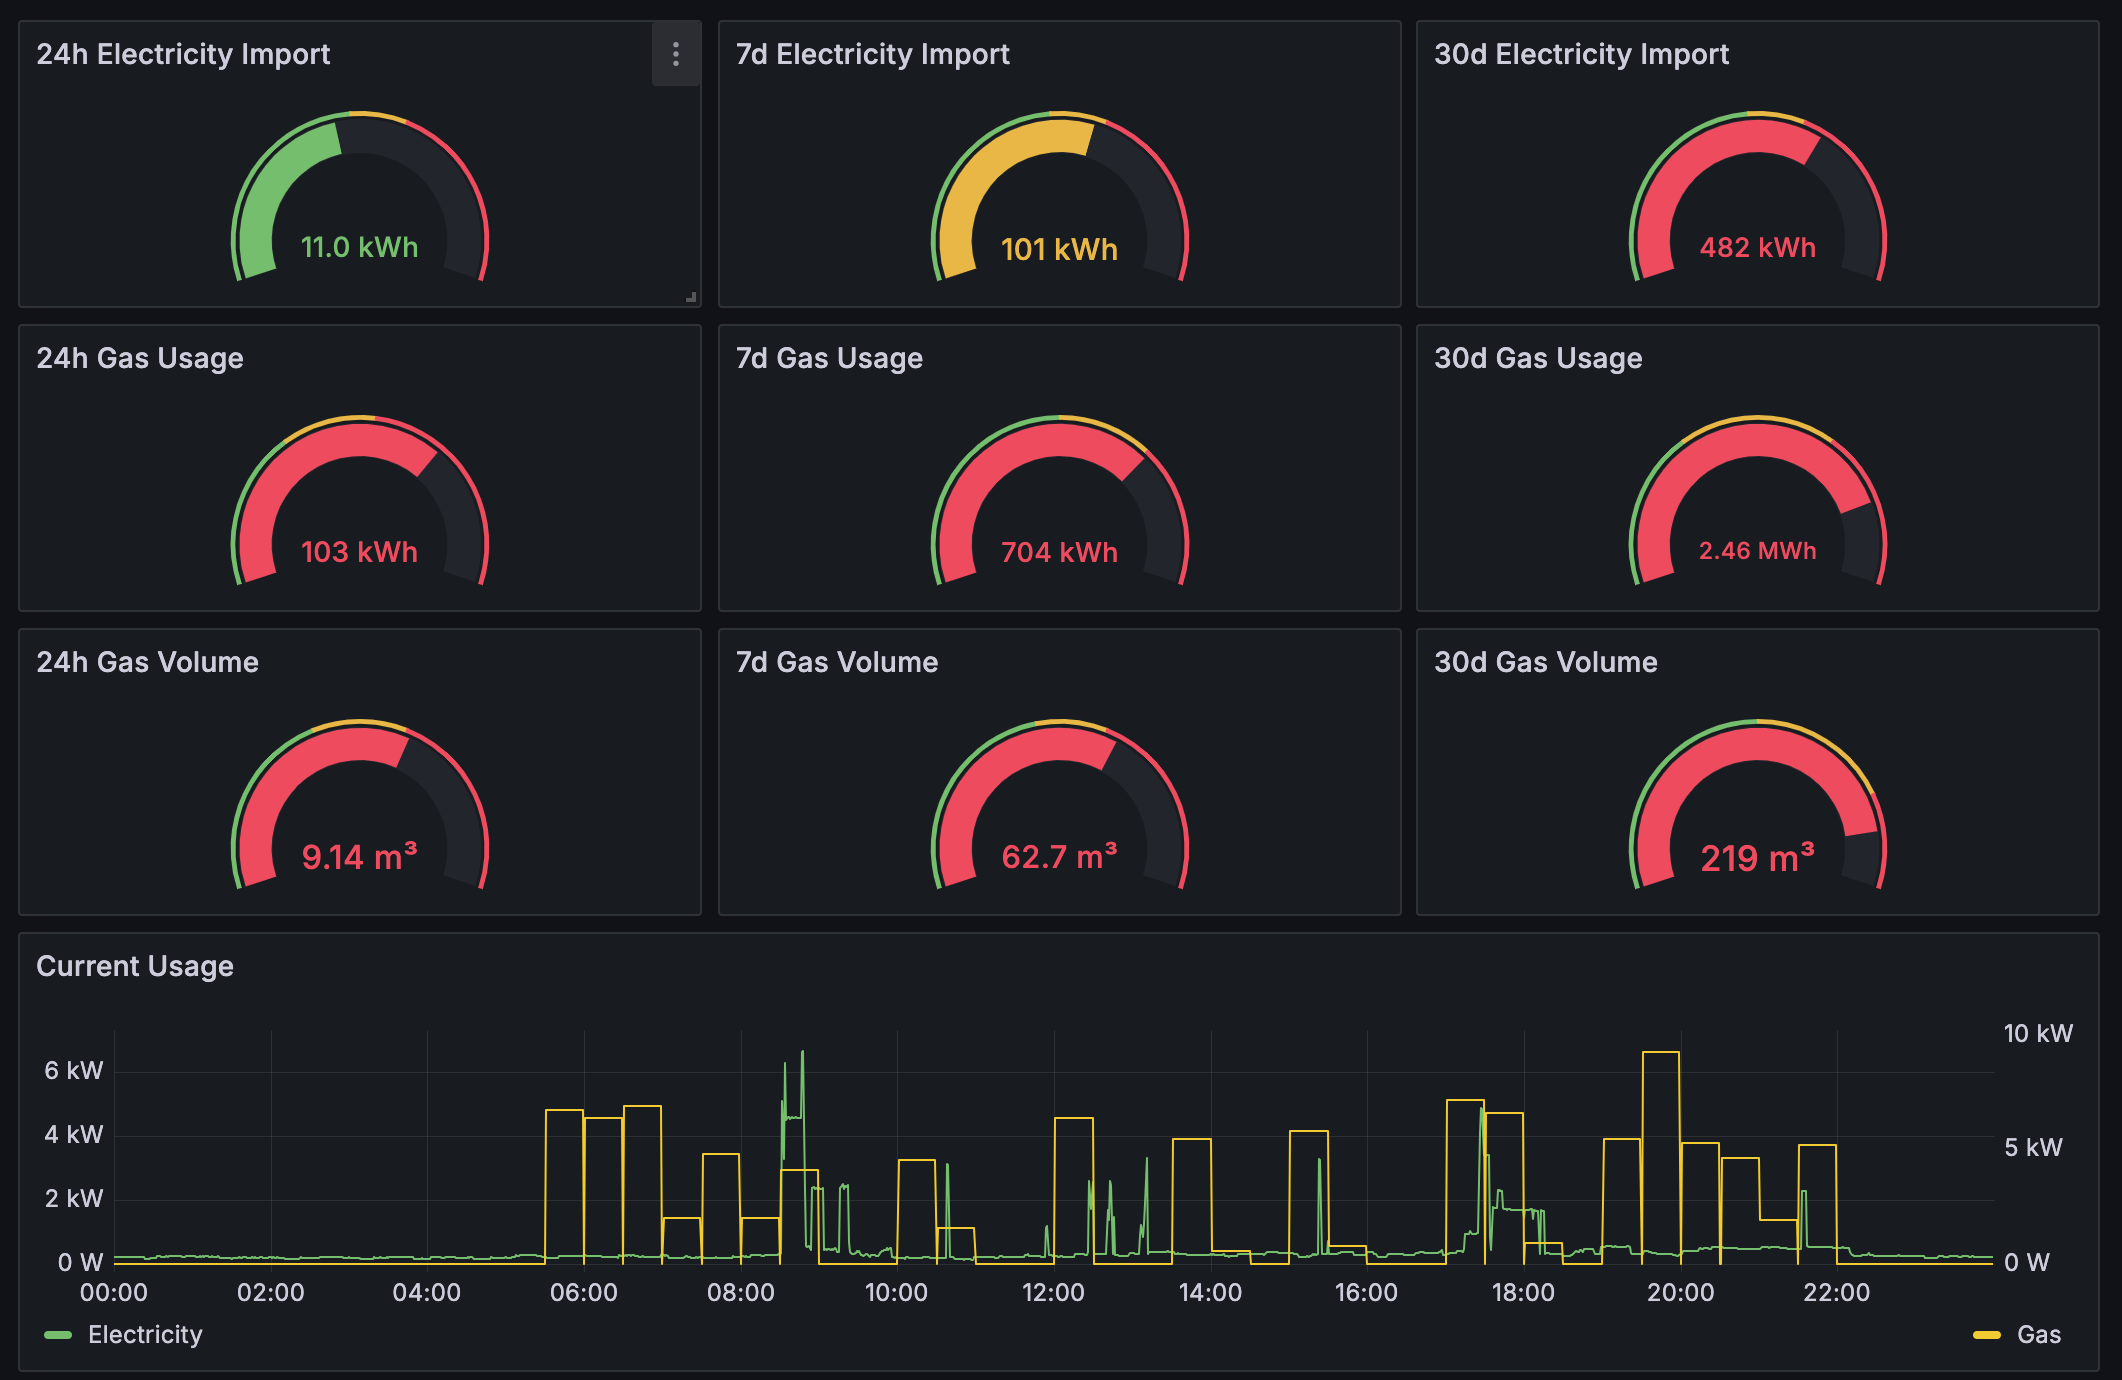 24h Electricity Import
7d Electricity Import
30d Electricity Import
11.0 kWh
101 kWh
482 kWh
24h Gas Usage
7d Gas Usage
30d Gas Usage
103 kWh
704 kWh
2.46 MWh
24h Gas Volume
7d Gas Volume
30d Gas Volume
9.14 m³
62.7 m³
219 m³
Current Usage
10 kW
6 kW
4 kW
5 kW
2 kW
0 W
0 W
00:00 02:00 04:00 06:00 08:00 10:00 12:00 14:00 16:00 18:00 20:00 22:00
Electricity
Gas